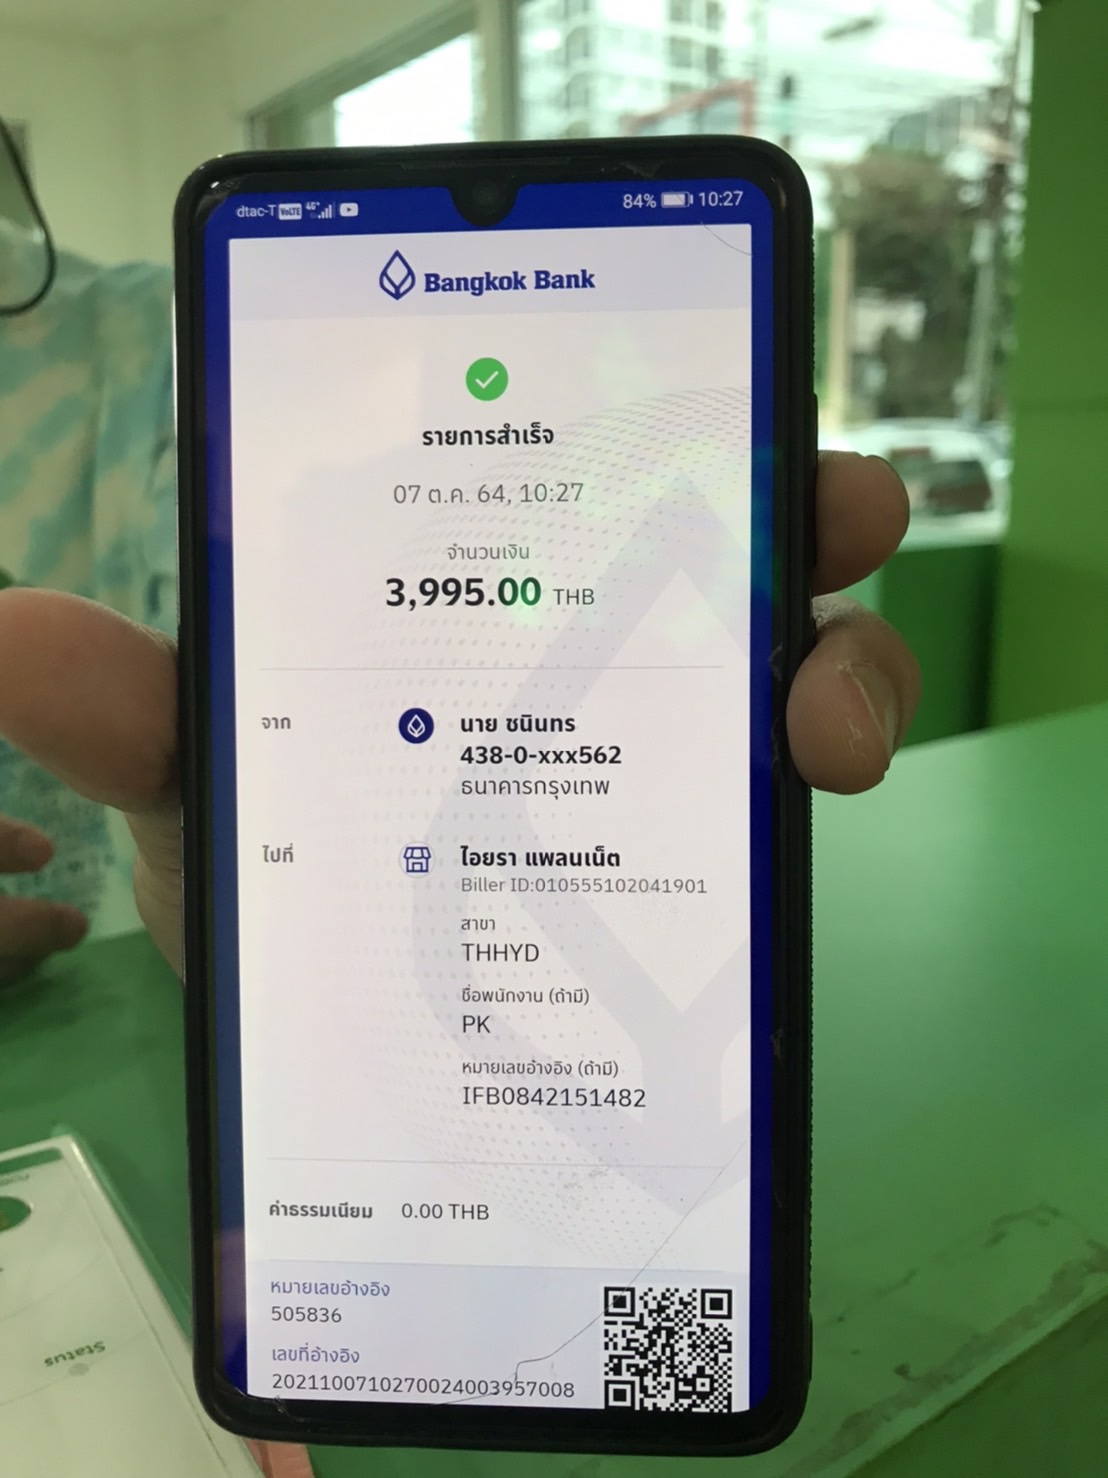 dtac-T VoLTE 4G+ 84% 10:27
Bangkok Bank
รายการสำเร็จ
07 ต.ค. 64, 10:27
จำนวนเงิน
3,995.00 THB
จาก
นาย ชนินทร
438-0-xxx562
ธนาคารกรุงเทพ
ไปที่
ไอยรา แพลนเน็ต
Biller ID:010555102041901
สาขา
THHYD
ชื่อพนักงาน (ถ้ามี)
PK
หมายเลขอ้างอิง (ถ้ามี)
IFB0842151482
ค่าธรรมเนียม 0.00 THB
หมายเลขอ้างอิง
505836
เลขที่อ้างอิง
2021100710270024003957008
Status